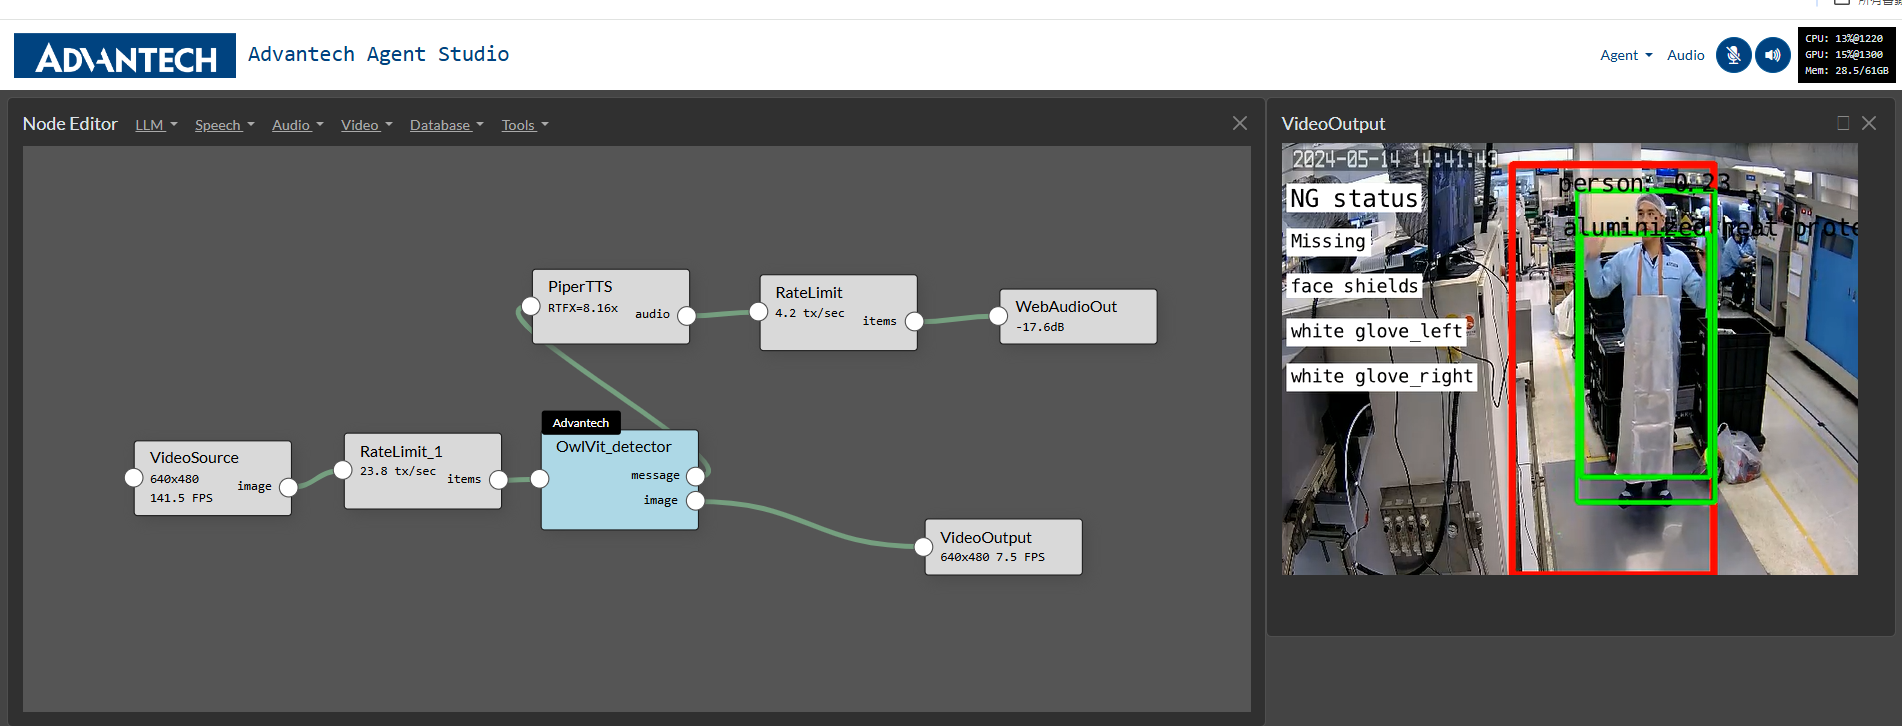 ADVANTECH
Advantech Agent Studio
Agent
Audio
CPU: 13%@1220
GPU: 15%@1300
Mem: 28.5/61GB
Node Editor
LLM
Speech
Audio
Video
Database
Tools
PiperTTS
RTFX=8.16x
audio
RateLimit
4.2 tx/sec
items
WebAudioOut
-17.6dB
VideoSource
640x480
141.5 FPS
image
RateLimit_1
23.8 tx/sec
items
Advantech
OwlVit_detector
message
image
VideoOutput
640x480 7.5 FPS
VideoOutput
2024-05-14 14:41:43
person: 0.23
NG status
aluminized heat prote
Missing
face shields
white glove_left
white glove_right